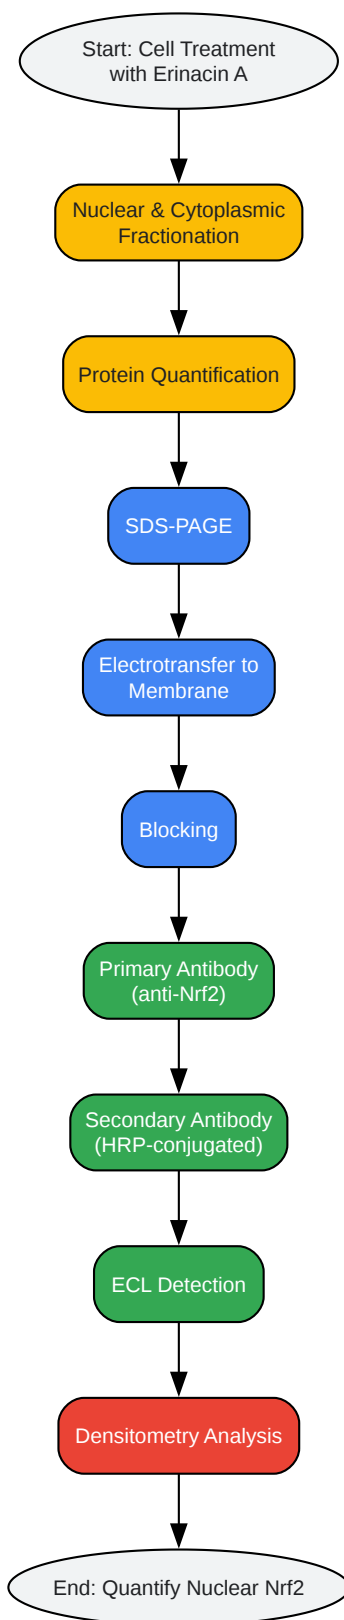 Start: Cell Treatment
with Erinacin A
Nuclear & Cytoplasmic
Fractionation
Protein Quantification
SDS-PAGE
Electrotransfer to
Membrane
Blocking
Primary Antibody
(anti-Nrf2)
Secondary Antibody
(HRP-conjugated)
ECL Detection
Densitometry Analysis
End: Quantify Nuclear Nrf2